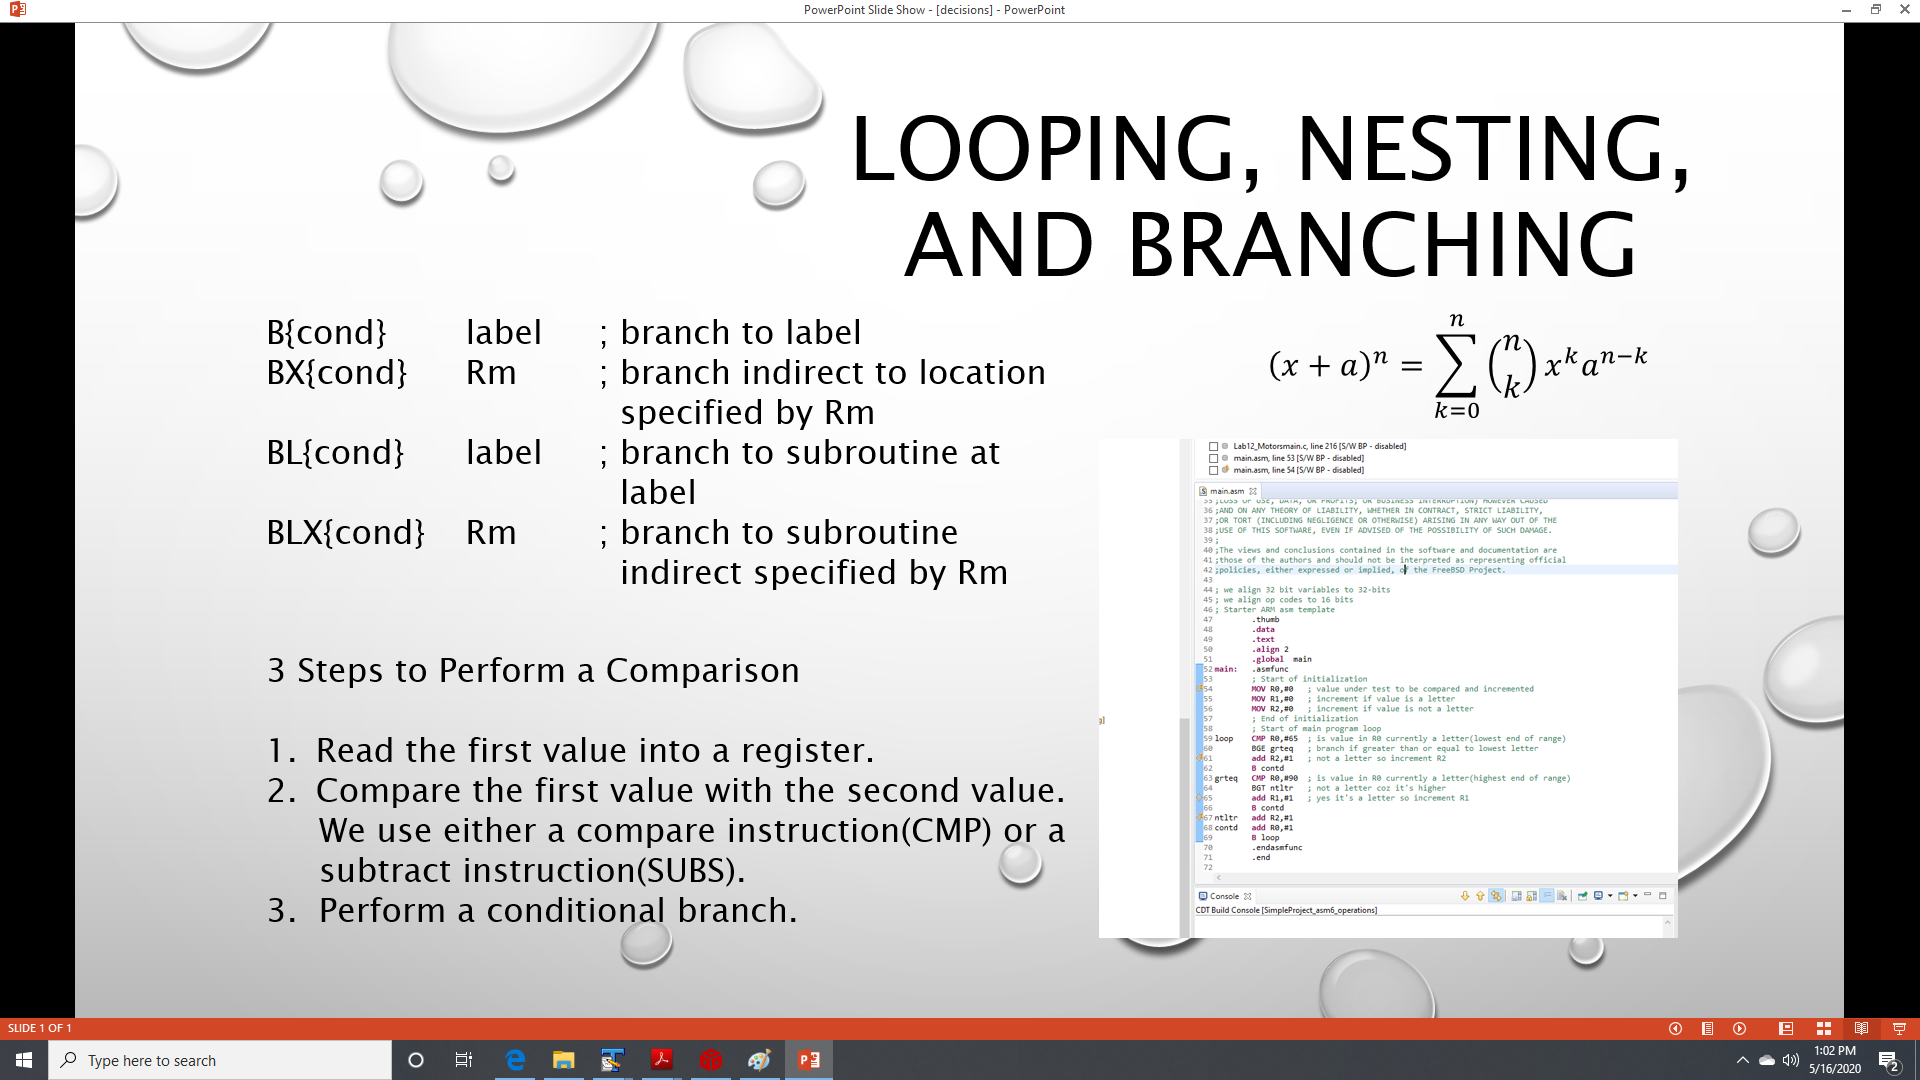 PowerPoint Slide Show - [decisions] - PowerPoint
LOOPING, NESTING,
AND BRANCHING
B{cond} label ; branch to label
BX{cond} Rm ; branch indirect to location
specified by Rm
BL{cond} label ; branch to subroutine at
label
BLX{cond} Rm ; branch to subroutine
indirect specified by Rm
3 Steps to Perform a Comparison
1. Read the first value into a register.
2. Compare the first value with the second value.
We use either a compare instruction(CMP) or a
subtract instruction(SUBS).
3. Perform a conditional branch.
(x + a)^n = ∑_{k=0}^{n} (n k) x^k a^{n−k}
Lab12_Motorsmain.c, line 216 [S/W BP - disabled]
main.asm, line 53 [S/W BP - disabled]
main.asm, line 54 [S/W BP - disabled]
main.asm
35 ;LOSS OF USE, DATA, OR PROFITS; OR BUSINESS INTERRUPTION) HOWEVER CAUSED
36 ;AND ON ANY THEORY OF LIABILITY, WHETHER IN CONTRACT, STRICT LIABILITY,
37 ;OR TORT (INCLUDING NEGLIGENCE OR OTHERWISE) ARISING IN ANY WAY OUT OF THE
38 ;USE OF THIS SOFTWARE, EVEN IF ADVISED OF THE POSSIBILITY OF SUCH DAMAGE.
39 ;
40 ;The views and conclusions contained in the software and documentation are
41 ;those of the authors and should not be interpreted as representing official
42 ;policies, either expressed or implied, of the FreeBSD Project.
43
44 ; we align 32 bit variables to 32-bits
45 ; we align op codes to 16 bits
46 ; Starter ARM asm template
47 .thumb
48 .data
49 .text
50 .align 2
51 .global main
52 main: .asmfunc
53 ; Start of initialization
54 MOV R0,#0 ; value under test to be compared and incremented
55 MOV R1,#0 ; increment if value is a letter
56 MOV R2,#0 ; increment if value is not a letter
57 ; End of initialization
58 ; Start of main program loop
59 loop CMP R0,#65 ; is value in R0 currently a letter(lowest end of range)
60 BGE grteq ; branch if greater than or equal to lowest letter
61 add R2,#1 ; not a letter so increment R2
62 B contd
63 grteq CMP R0,#90 ; is value in R0 currently a letter(highest end of range)
64 BGT ntltr ; not a letter coz it's higher
65 add R1,#1 ; yes it's a letter so increment R1
66 B contd
67 ntltr add R2,#1
68 contd add R0,#1
69 B loop
70 .endasmfunc
71 .end
72
g]
Console
CDT Build Console [SimpleProject_asm6_operations]
SLIDE 1 OF 1
Type here to search
1:02 PM
5/16/2020
2